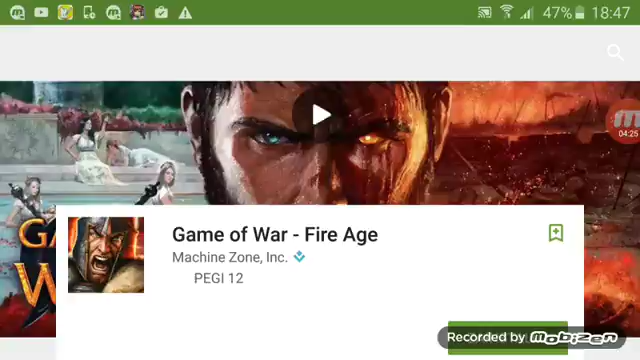 47% 18:47
04:25
Game of War - Fire Age
Machine Zone, Inc.
PEGI 12
Recorded by mobizen